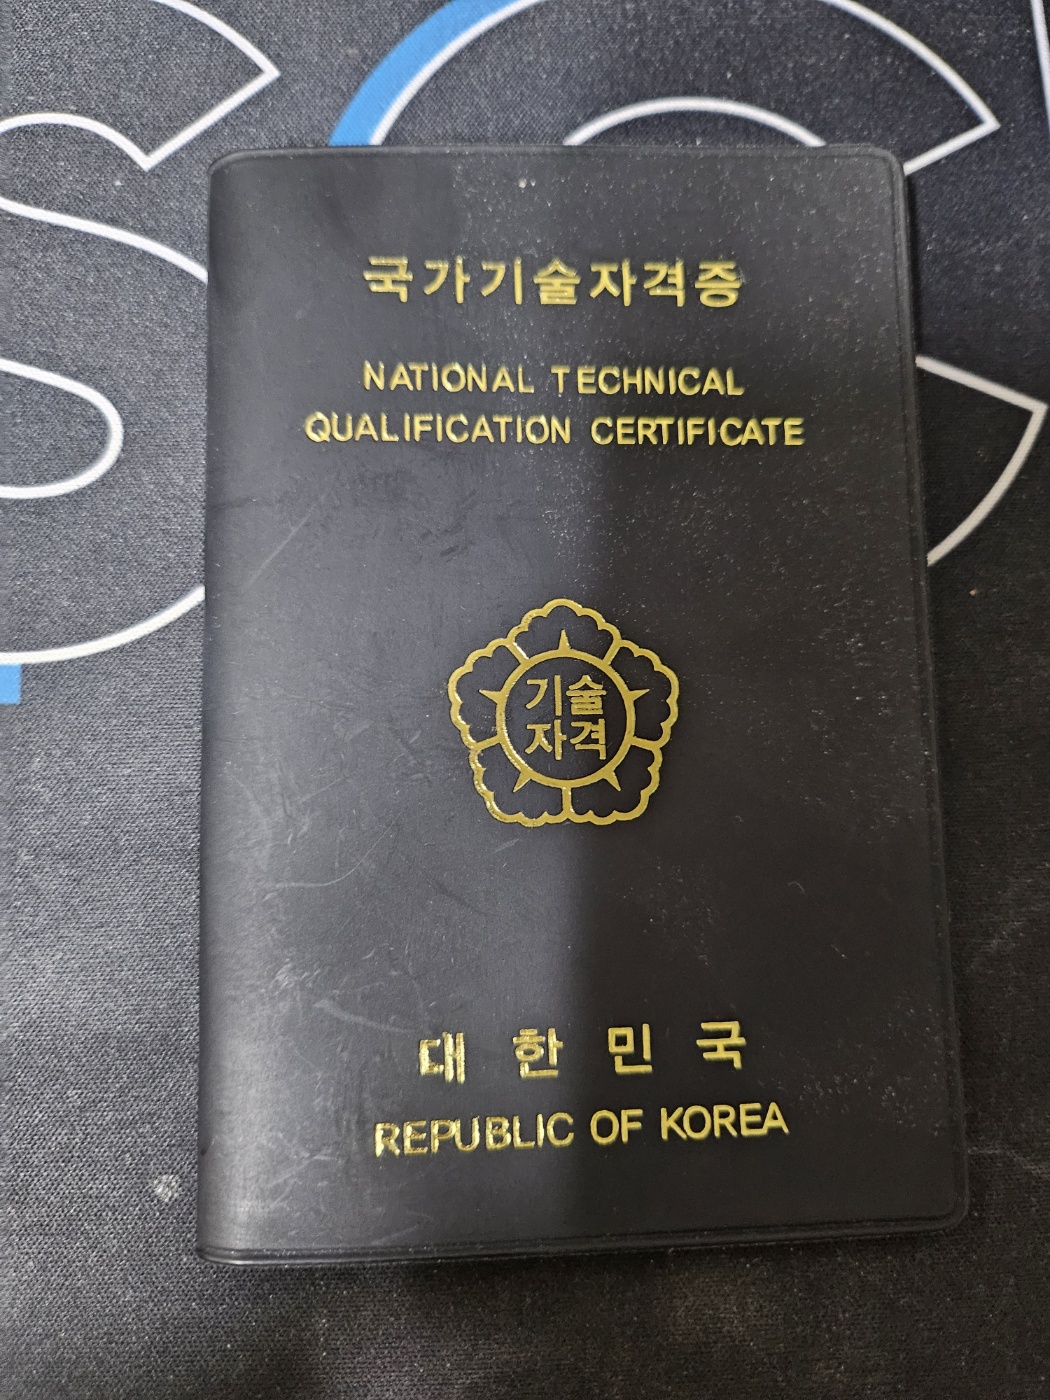 국가기술자격증
NATIONAL TECHNICAL
QUALIFICATION CERTIFICATE
기술
자격
대 한 민 국
REPUBLIC OF KOREA